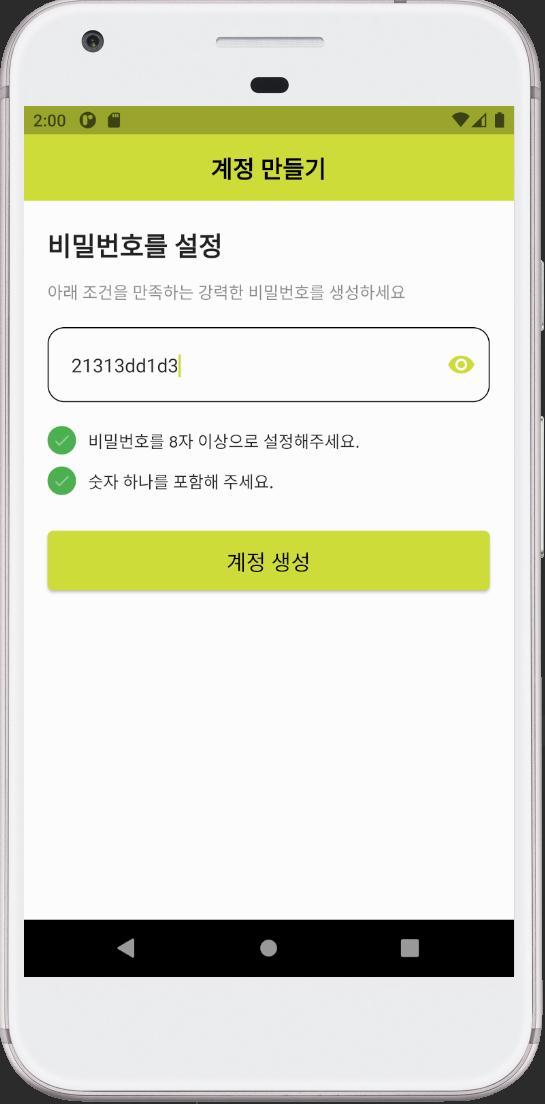 2:00
계정 만들기
비밀번호를 설정
아래 조건을 만족하는 강력한 비밀번호를 생성하세요
21313dd1d3
비밀번호를 8자 이상으로 설정해주세요.
숫자 하나를 포함해 주세요.
계정 생성